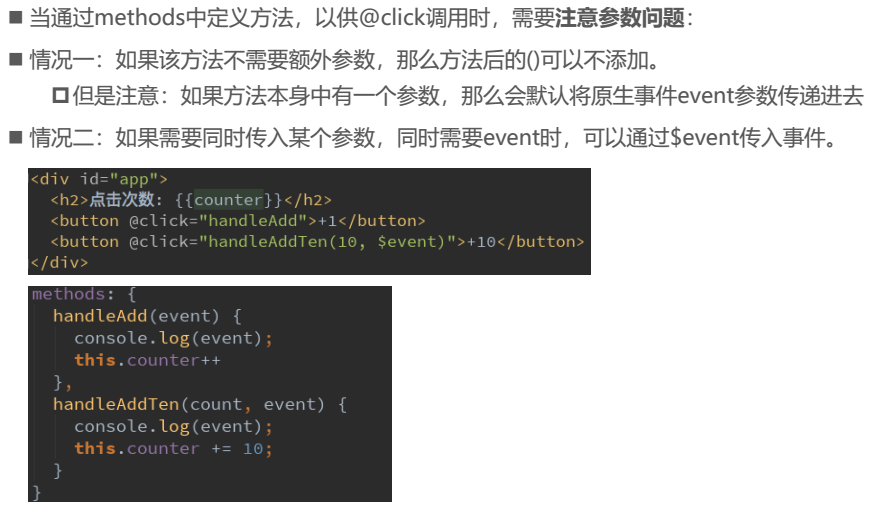 ■ 当通过methods中定义方法，以供@click调用时，需要注意参数问题：
■ 情况一：如果该方法不需要额外参数，那么方法后的()可以不添加。
但是注意：如果方法本身中有一个参数，那么会默认将原生事件event参数传递进去
■ 情况二：如果需要同时传入某个参数，同时需要event时，可以通过$event传入事件。
<div id="app">
  <h2>点击次数: {{counter}}</h2>
  <button @click="handleAdd">+1</button>
  <button @click="handleAddTen(10, $event)">+10</button>
</div>
methods: {
  handleAdd(event) {
    console.log(event);
    this.counter++
  },
  handleAddTen(count, event) {
    console.log(event);
    this.counter += 10;
  }
}